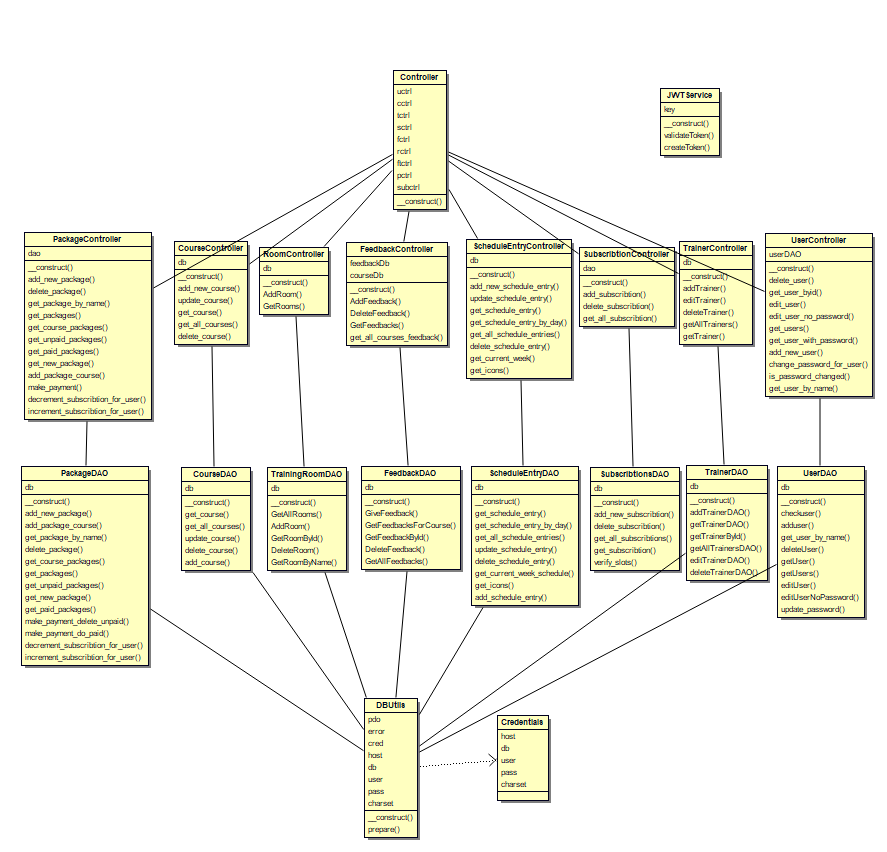 Controller
uctrl
cctrl
tctrl
sctrl
fctrl
rctrl
ftctrl
pctrl
subctrl
__construct()
JWTService
key
__construct()
validateToken()
createToken()
PackageController
dao
__construct()
add_new_package()
delete_package()
get_package_by_name()
get_packages()
get_course_packages()
get_unpaid_packages()
get_paid_packages()
get_new_package()
add_package_course()
make_payment()
decrement_subscribtion_for_user()
increment_subscribtion_for_user()
CourseController
db
__construct()
add_new_course()
update_course()
get_course()
get_all_courses()
delete_course()
RoomController
db
__construct()
AddRoom()
GetRooms()
FeedbackController
feedbackDb
courseDb
__construct()
AddFeedback()
DeleteFeedback()
GetFeedbacks()
get_all_courses_feedback()
ScheduleEntryController
db
__construct()
add_new_schedule_entry()
update_schedule_entry()
get_schedule_entry()
get_schedule_entry_by_day()
get_all_schedule_entries()
delete_schedule_entry()
get_current_week()
get_icons()
SubscribtionController
dao
__construct()
add_subscribtion()
delete_subscribtion()
get_all_subscribtion()
TrainerController
db
__construct()
addTrainer()
editTrainer()
deleteTrainer()
getAllTrainers()
getTrainer()
UserController
userDAO
__construct()
delete_user()
get_user_byid()
edit_user()
edit_user_no_password()
get_users()
get_user_with_password()
add_new_user()
change_password_for_user()
is_password_changed()
get_user_by_name()
PackageDAO
db
__construct()
add_new_package()
add_package_course()
get_package_by_name()
delete_package()
get_course_packages()
get_packages()
get_unpaid_packages()
get_new_package()
get_paid_packages()
make_payment_delete_unpaid()
make_payment_do_paid()
decrement_subscribtion_for_user()
increment_subscribtion_for_user()
CourseDAO
db
__construct()
get_course()
get_all_courses()
update_course()
delete_course()
add_course()
TrainingRoomDAO
db
__construct()
GetAllRooms()
AddRoom()
GetRoomById()
DeleteRoom()
GetRoomByName()
FeedbackDAO
db
__construct()
GiveFeedback()
GetFeedbacksForCourse()
GetFeedbackById()
DeleteFeedback()
GetAllFeedbacks()
ScheduleEntryDAO
db
__construct()
get_schedule_entry()
get_schedule_entry_by_day()
get_all_schedule_entries()
update_schedule_entry()
delete_schedule_entry()
get_current_week_schedule()
get_icons()
add_schedule_entry()
SubscribtionsDAO
db
__construct()
add_new_subscribtion()
delete_subscribtion()
get_all_subscribtions()
get_subscribtion()
verify_slots()
TrainerDAO
db
__construct()
addTrainerDAO()
getTrainerDAO()
getTrainerById()
getAllTrainersDAO()
editTrainerDAO()
deleteTrainerDAO()
UserDAO
db
__construct()
checkuser()
adduser()
get_user_by_name()
deleteUser()
getUser()
getUsers()
editUser()
editUserNoPassword()
update_password()
DBUtils
pdo
error
cred
host
db
user
pass
charset
__construct()
prepare()
Credentials
host
db
user
pass
charset